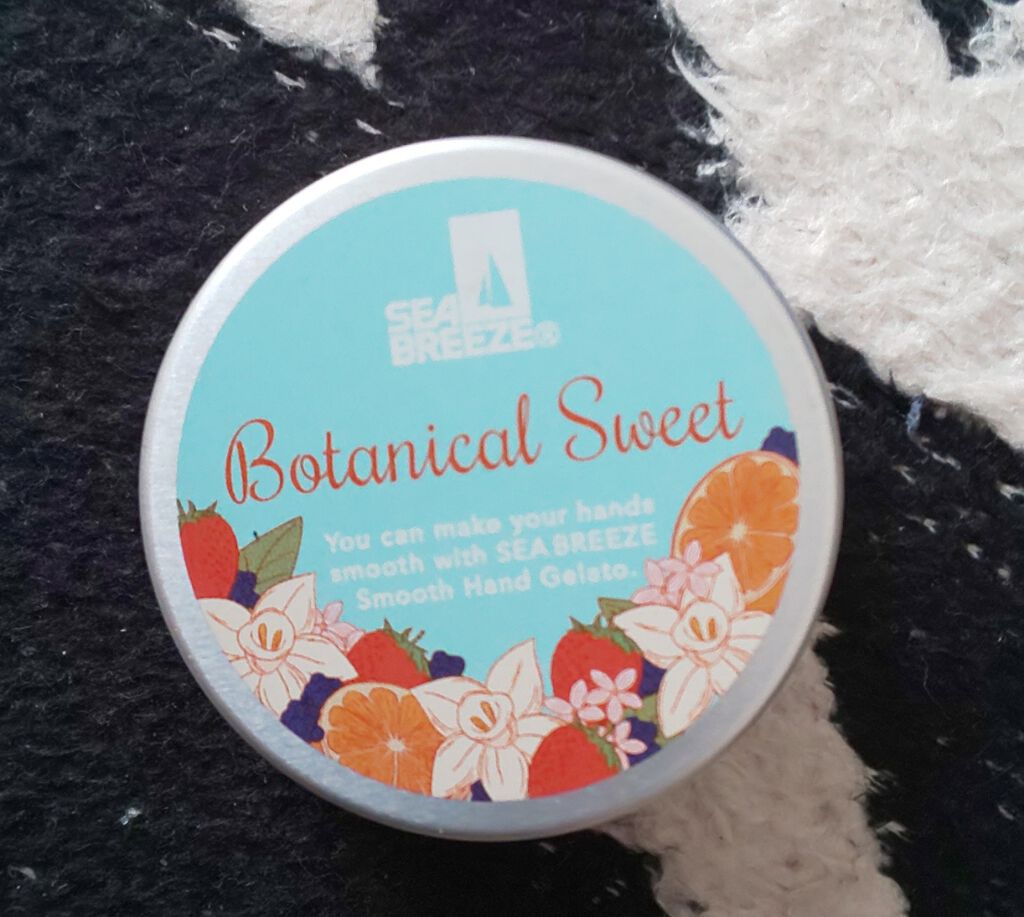 SEA
BREEZE®
Botanical Sweet
You can make your hands
smooth with SEA BREEZE
Smooth Hand Gelato.